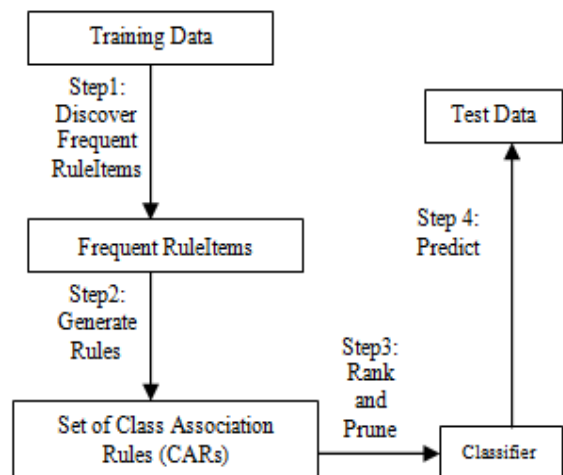 Training Data
Step1:
Discover
Frequent
RuleItems
Frequent RuleItems
Step2:
Generate
Rules
Set of Class Association
Rules (CARs)
Step3:
Rank
and
Prune
Classifier
Step 4:
Predict
Test Data